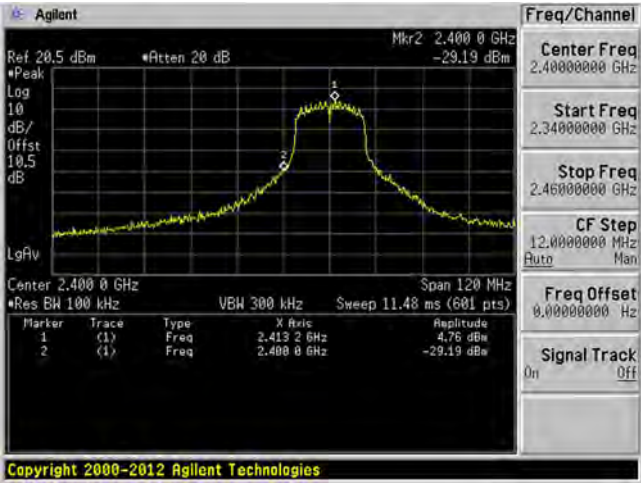 Agilent
Freq/Channel
Mkr2 2.400 0 GHz
Ref 20.5 dBm
*Atten 20 dB
-29.19 dBm
*Peak
Log
10
dB/
Offst
10.5
dB
LgAv
1
2
Center 2.400 0 GHz
Span 120 MHz
*Res BW 100 kHz
VBW 300 kHz
Sweep 11.48 ms (601 pts)
Marker Trace Type X Axis Amplitude
1 (1) Freq 2.413 2 GHz 4.76 dBm
2 (1) Freq 2.400 0 GHz -29.19 dBm
Center Freq
2.40000000 GHz
Start Freq
2.34000000 GHz
Stop Freq
2.46000000 GHz
CF Step
12.0000000 MHz
Auto Man
Freq Offset
0.00000000 Hz
Signal Track
On Off
Copyright 2000-2012 Agilent Technologies